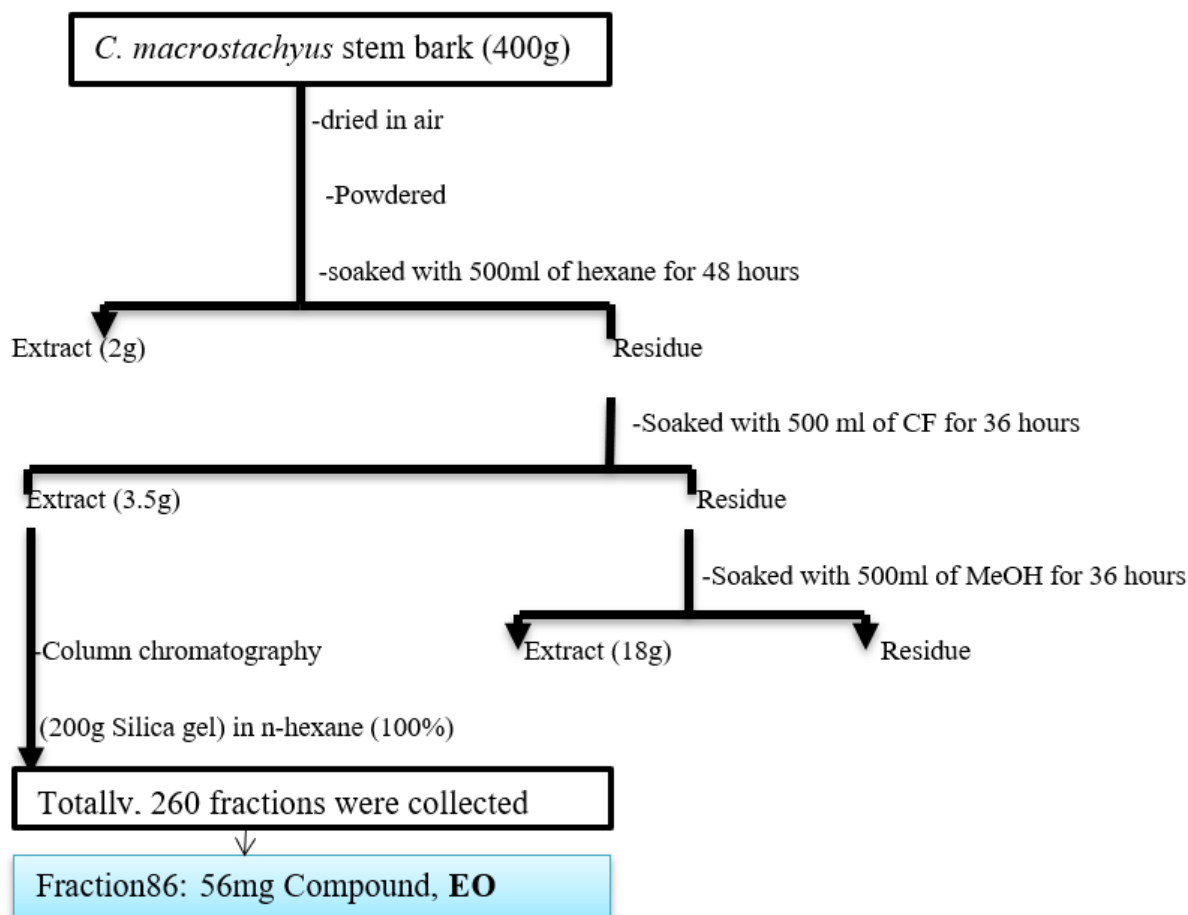 C. macrostachyus stem bark (400g)
-dried in air
-Powdered
-soaked with 500ml of hexane for 48 hours
Extract (2g)
Residue
-Soaked with 500 ml of CF for 36 hours
Extract (3.5g)
Residue
-Soaked with 500ml of MeOH for 36 hours
-Column chromatography
Extract (18g)
Residue
(200g Silica gel) in n-hexane (100%)
Totally. 260 fractions were collected
Fraction86: 56mg Compound, EO